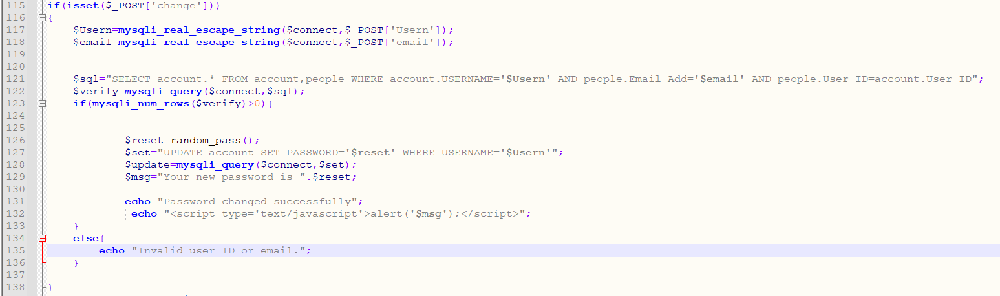 115 if(isset($_POST['change']))
116 {
117 $Usern=mysqli_real_escape_string($connect,$_POST['Usern']);
118 $email=mysqli_real_escape_string($connect,$_POST['email']);
119
120
121 $sql="SELECT account.* FROM account,people WHERE account.USERNAME='$Usern' AND people.Email_Add='$email' AND people.User_ID=account.User_ID";
122 $verify=mysqli_query($connect,$sql);
123 if(mysqli_num_rows($verify)>0){
124
125
126 $reset=random_pass();
127 $set="UPDATE account SET PASSWORD='$reset' WHERE USERNAME='$Usern'";
128 $update=mysqli_query($connect,$set);
129 $msg="Your new password is ".$reset;
130
131 echo "Password changed successfully";
132 echo "<script type='text/javascript'>alert('$msg');</script>";
133 }
134 else{
135 echo "Invalid user ID or email.";
136 }
137
138 }